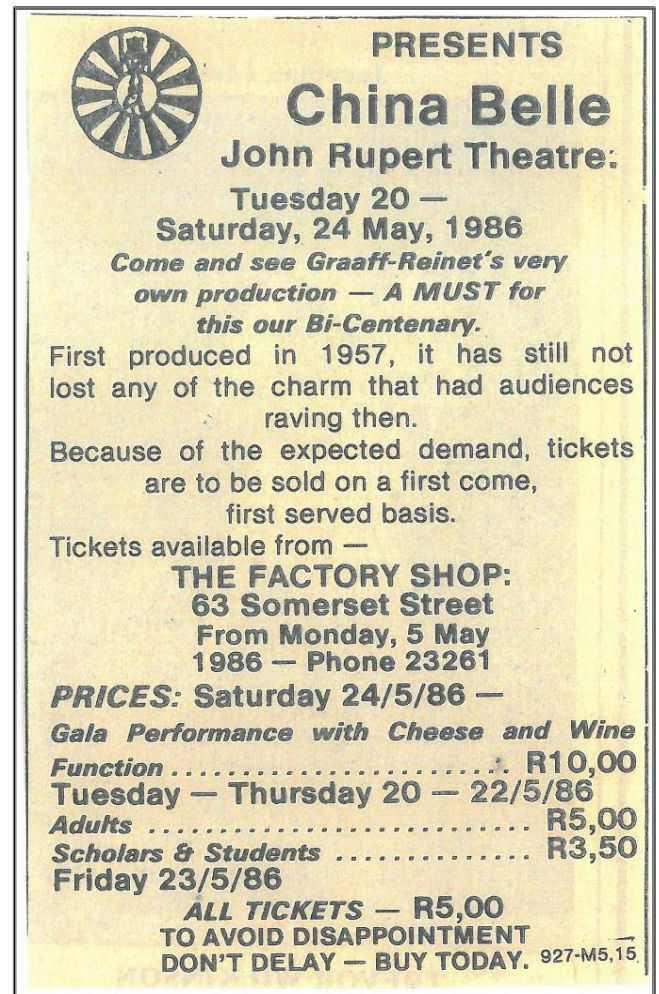 PRESENTS
China Belle
John Rupert Theatre:
Tuesday 20 —
Saturday, 24 May, 1986
Come and see Graaff-Reinet's very
own production — A MUST for
this our Bi-Centenary.
First produced in 1957, it has still not
lost any of the charm that had audiences
raving then.
Because of the expected demand, tickets
are to be sold on a first come,
first served basis.
Tickets available from —
THE FACTORY SHOP:
63 Somerset Street
From Monday, 5 May
1986 — Phone 23261
PRICES: Saturday 24/5/86 —
Gala Performance with Cheese and Wine
Function ........................ R10,00
Tuesday — Thursday 20 — 22/5/86
Adults ........................... R5,00
Scholars & Students .............. R3,50
Friday 23/5/86
ALL TICKETS — R5,00
TO AVOID DISAPPOINTMENT
DON'T DELAY — BUY TODAY. 927-M5,15